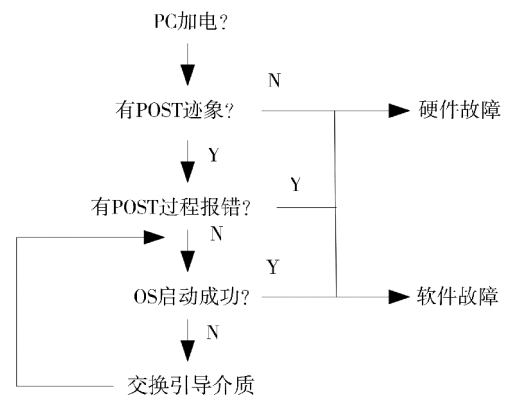 PC加电?
N
有POST迹象?
硬件故障
Y
Y
有POST过程报错?
N
Y
OS启动成功?
软件故障
N
交换引导介质